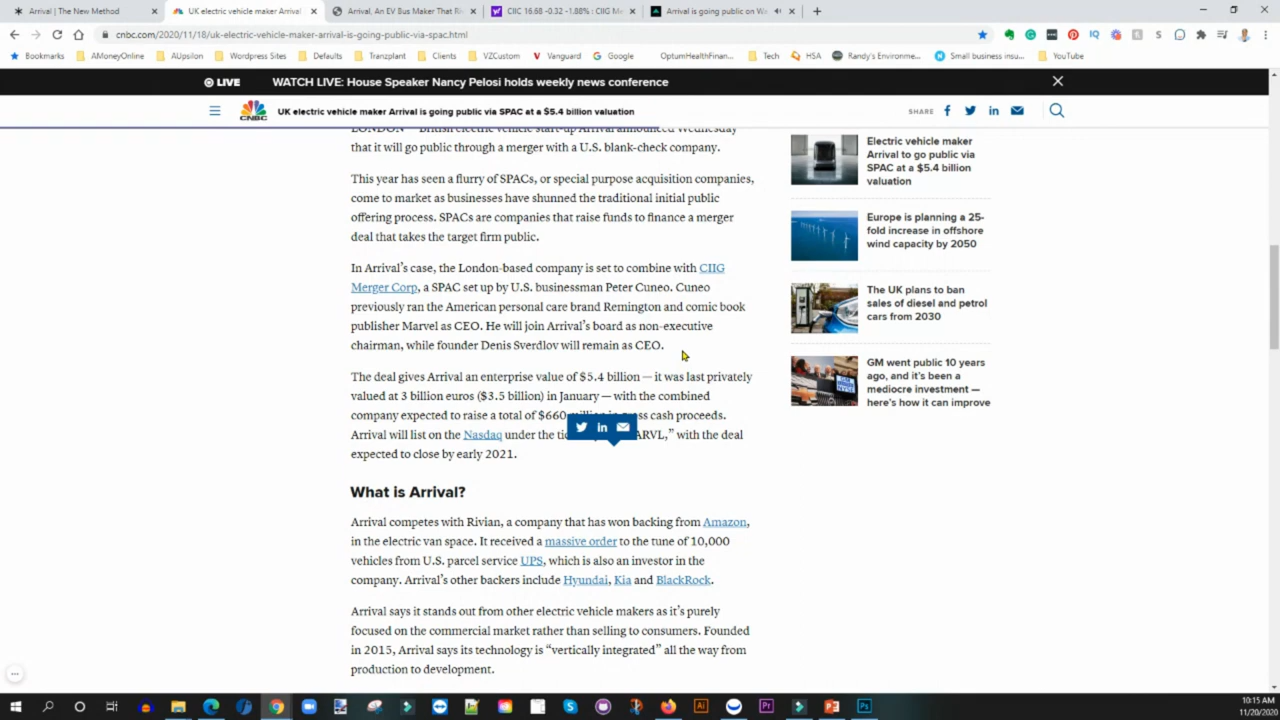 Arrival | The New Method
UK electric vehicle maker Arrival
Arrival, An EV Bus Maker That Ri
CIIC 16.68 -0.32 -1.88% : CIIG M
Arrival is going public on W
cnbc.com/2020/11/18/uk-electric-vehicle-maker-arrival-is-going-public-via-spac.html
Bookmarks AMoneyOnline AUpsilon Wordpress Sites Defaults Tranzplant Clients VZCustom Vanguard Google OptumHealthFinan... Tech HSA Randy's Environme... Small business insu... YouTube
LIVE WATCH LIVE: House Speaker Nancy Pelosi holds weekly news conference
CNBC UK electric vehicle maker Arrival is going public via SPAC at a $5.4 billion valuation SHARE
LONDON — British electric vehicle start-up Arrival announced Wednesday
that it will go public through a merger with a U.S. blank-check company.
This year has seen a flurry of SPACs, or special purpose acquisition companies,
come to market as businesses have shunned the traditional initial public
offering process. SPACs are companies that raise funds to finance a merger
deal that takes the target firm public.
In Arrival's case, the London-based company is set to combine with CIIG
Merger Corp, a SPAC set up by U.S. businessman Peter Cuneo. Cuneo
previously ran the American personal care brand Remington and comic book
publisher Marvel as CEO. He will join Arrival's board as non-executive
chairman, while founder Denis Sverdlov will remain as CEO.
The deal gives Arrival an enterprise value of $5.4 billion — it was last privately
valued at 3 billion euros ($3.5 billion) in January — with the combined
company expected to raise a total of $660 million in gross cash proceeds.
Arrival will list on the Nasdaq under the tic ARVL,” with the deal
expected to close by early 2021.
What is Arrival?
Arrival competes with Rivian, a company that has won backing from Amazon,
in the electric van space. It received a massive order to the tune of 10,000
vehicles from U.S. parcel service UPS, which is also an investor in the
company. Arrival's other backers include Hyundai, Kia and BlackRock.
Arrival says it stands out from other electric vehicle makers as it's purely
focused on the commercial market rather than selling to consumers. Founded
in 2015, Arrival says its technology is “vertically integrated” all the way from
production to development.
Electric vehicle maker
Arrival to go public via
SPAC at a $5.4 billion
valuation
Europe is planning a 25-
fold increase in offshore
wind capacity by 2050
The UK plans to ban
sales of diesel and petrol
cars from 2030
GM went public 10 years
ago, and it's been a
mediocre investment —
here's how it can improve
10:15 AM
11/20/2020